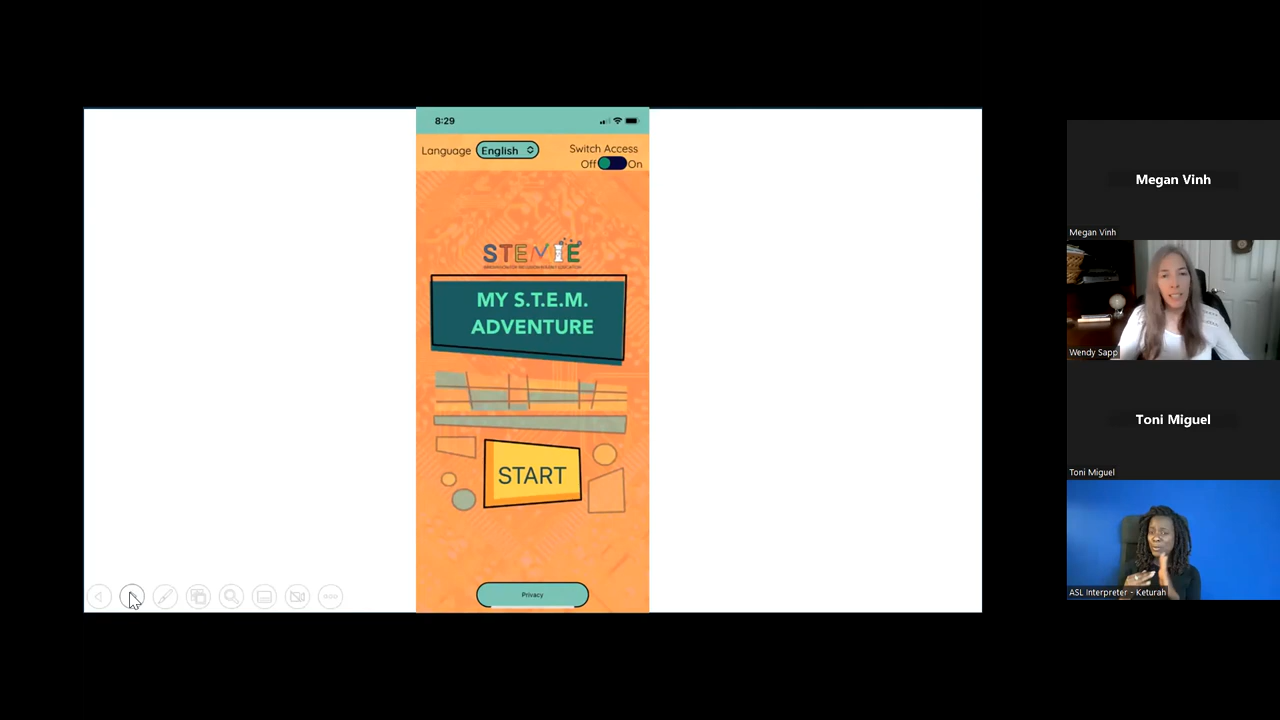 8:29
Language
English
Switch Access
Off
On
STEMIE
MY S.T.E.M.
ADVENTURE
START
Privacy
Megan Vinh
Megan Vinh
Wendy Sapp
Toni Miguel
Toni Miguel
ASL Interpreter - Keturah